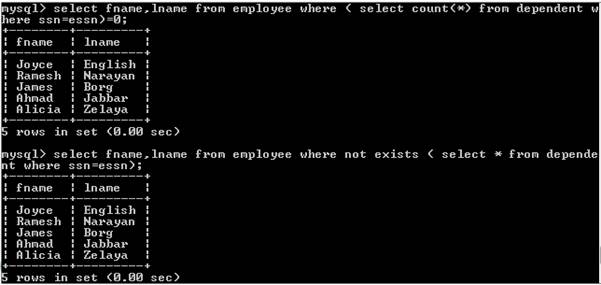 mysql> select fname,lname from employee where ( select count(*) from dependent w
here ssn=essn)=0;
+--------+---------+
| fname | lname |
+--------+---------+
| Joyce | English |
| Ramesh | Narayan |
| James | Borg |
| Ahmad | Jabbar |
| Alicia | Zelaya |
+--------+---------+
5 rows in set (0.00 sec)
mysql> select fname,lname from employee where not exists ( select * from depende
nt where ssn=essn);
+--------+---------+
| fname | lname |
+--------+---------+
| Joyce | English |
| Ramesh | Narayan |
| James | Borg |
| Ahmad | Jabbar |
| Alicia | Zelaya |
+--------+---------+
5 rows in set (0.00 sec)